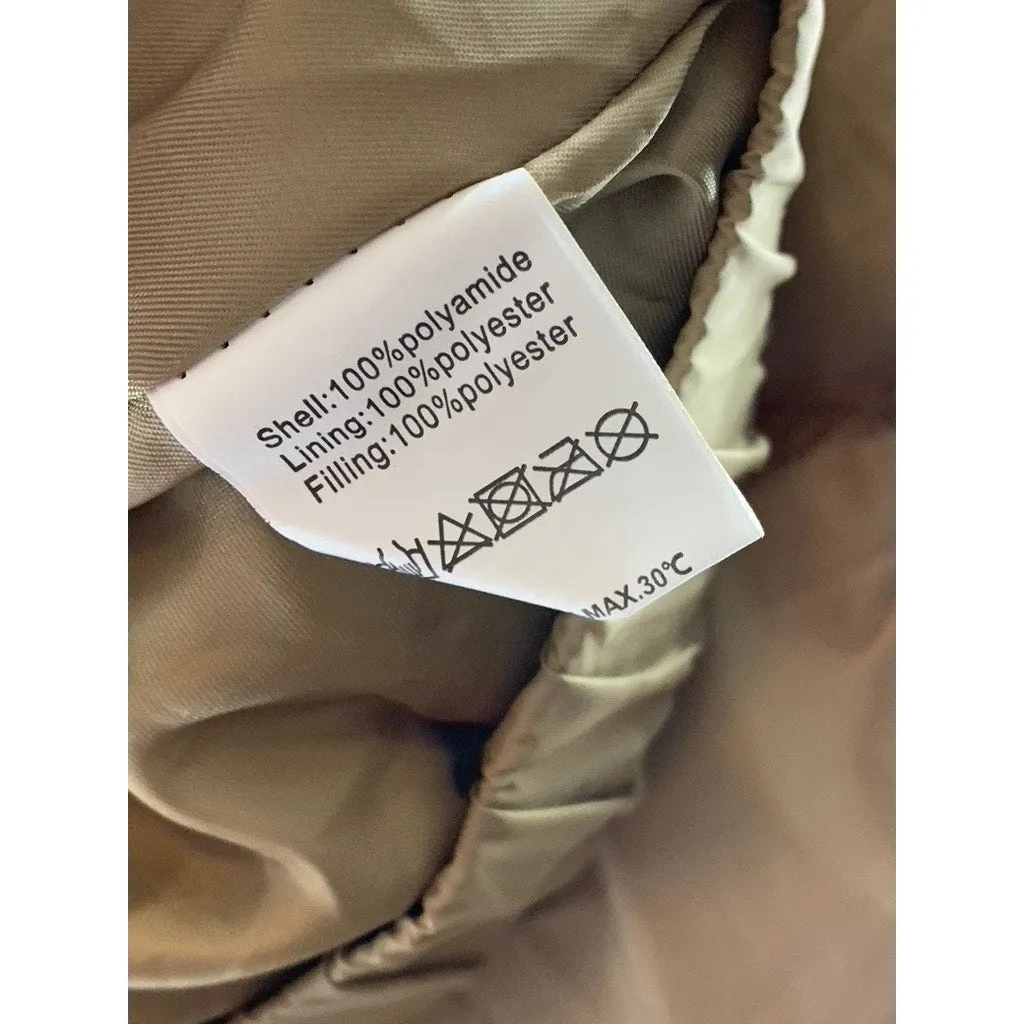 Shell:100%polyamide
Lining:100%polyester
Filling:100%polyester
MAX.30℃